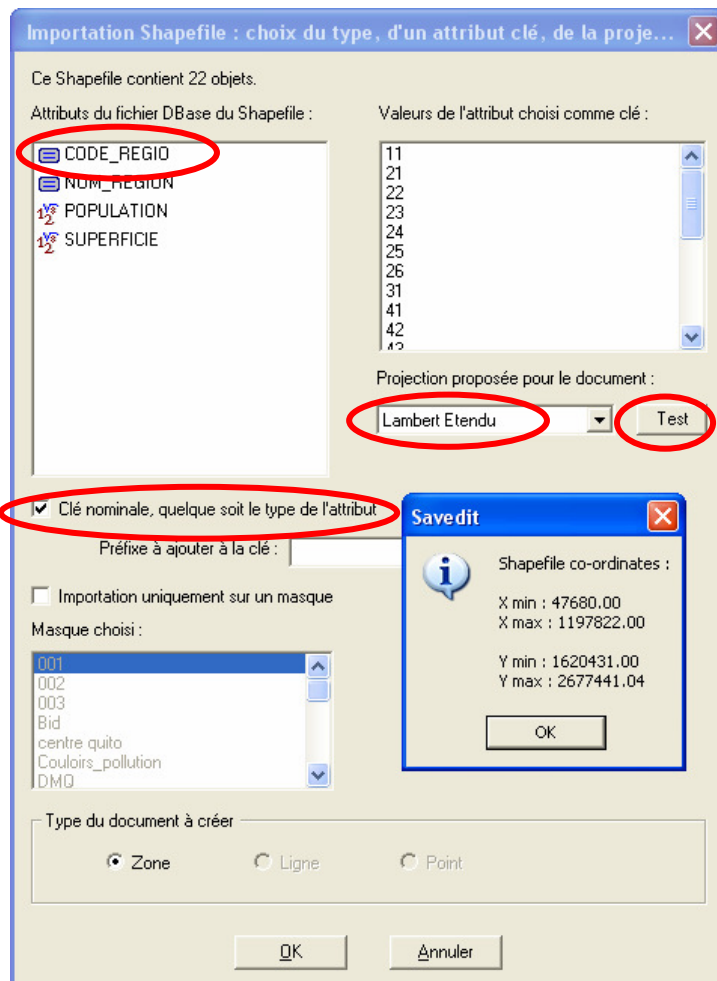 Importation Shapefile : choix du type, d'un attribut clé, de la proje...
Ce Shapefile contient 22 objets.
Attributs du fichier DBase du Shapefile :
CODE_REGIO
NOM_REGION
POPULATION
SUPERFICIE
Valeurs de l'attribut choisi comme clé :
11
21
22
23
24
25
26
31
41
42
43
Projection proposée pour le document :
Lambert Etendu
Test
Clé nominale, quelque soit le type de l'attribut
Préfixe à ajouter à la clé :
Importation uniquement sur un masque
Masque choisi :
001
002
003
Bid
centre quito
Couloirs_pollution
DMQ
Savedit
Shapefile co-ordinates :
X min : 47680.00
X max : 1197822.00
Y min : 1620431.00
Y max : 2677441.04
OK
Type du document à créer
Zone
Ligne
Point
OK
Annuler